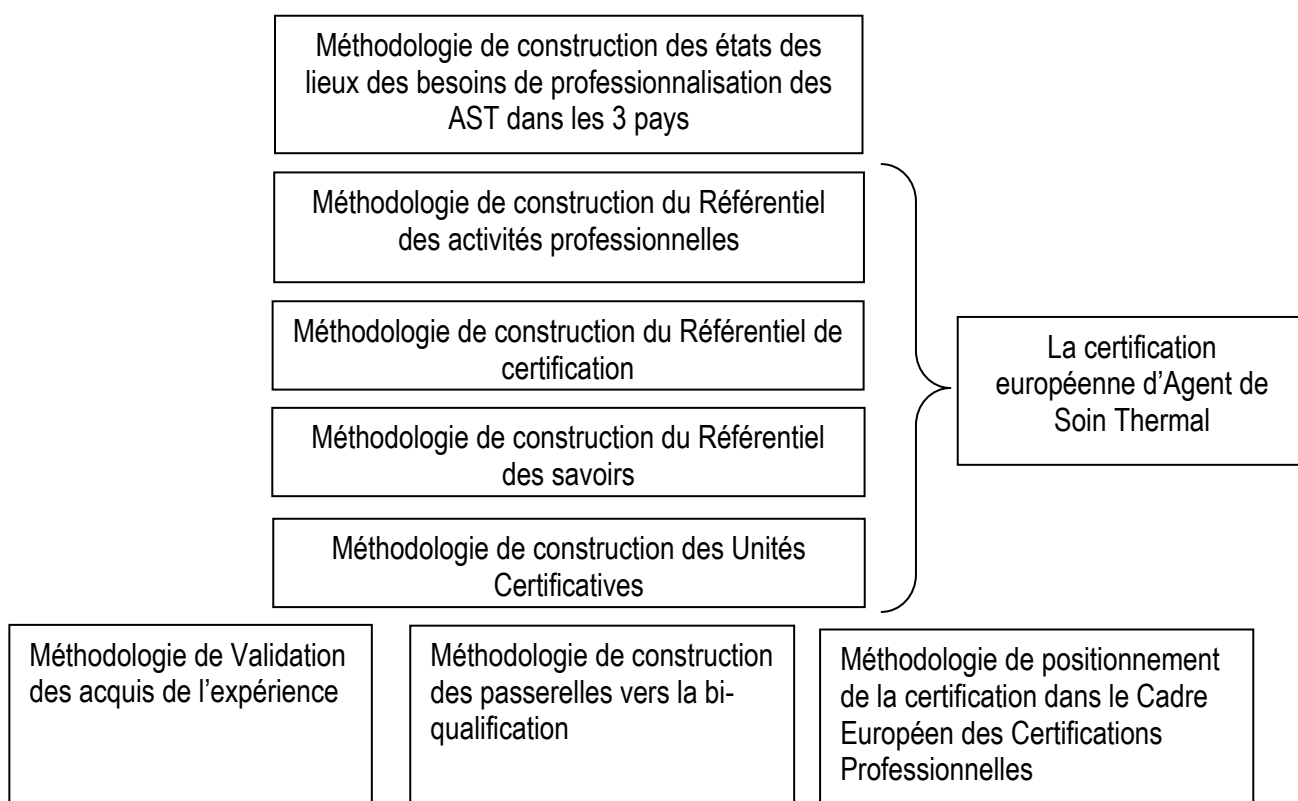 Méthodologie de construction des états des
lieux des besoins de professionnalisation des
AST dans les 3 pays
Méthodologie de construction du Référentiel
des activités professionnelles
Méthodologie de construction du Référentiel de
certification
Méthodologie de construction du Référentiel
des savoirs
Méthodologie de construction des Unités
Certificatives
La certification
européenne d’Agent de
Soin Thermal
Méthodologie de Validation
des acquis de l’expérience
Méthodologie de construction
des passerelles vers la bi-
qualification
Méthodologie de positionnement
de la certification dans le Cadre
Européen des Certifications
Professionnelles